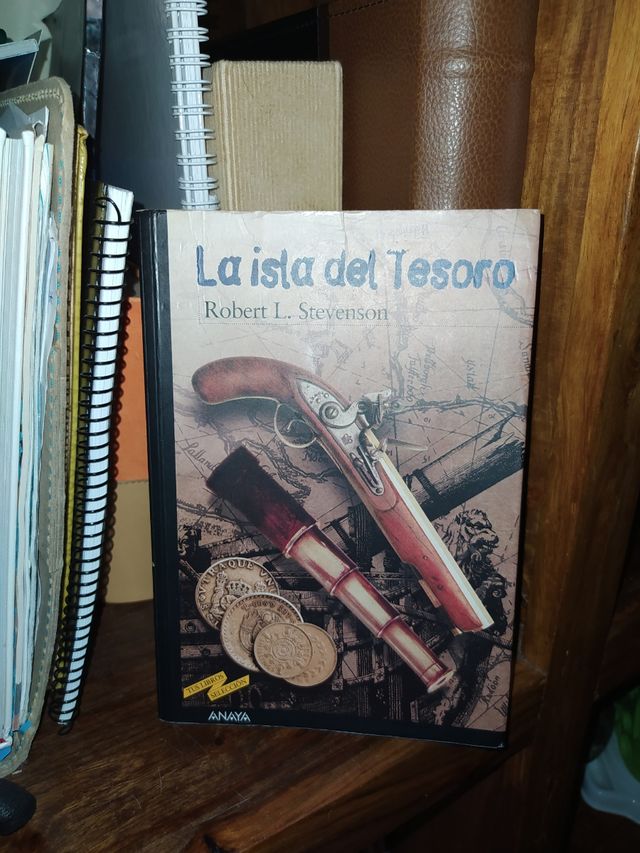 La isla del Tesoro
Robert L. Stevenson
TUS LIBROS
SELECCIÓN
ANAYA